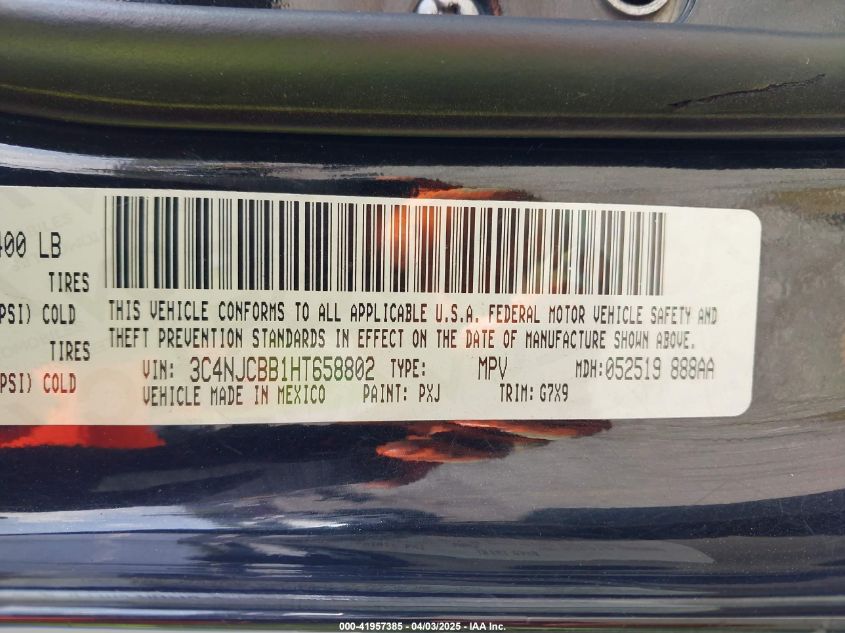 400 LB
TIRES
PSI) COLD
TIRES
PSI) COLD
THIS VEHICLE CONFORMS TO ALL APPLICABLE U.S.A. FEDERAL MOTOR VEHICLE SAFETY AND
THEFT PREVENTION STANDARDS IN EFFECT ON THE DATE OF MANUFACTURE SHOWN ABOVE.
VIN: 3C4NJCBB1HT658802 TYPE: MPV MDH: 052519 888AA
VEHICLE MADE IN MEXICO PAINT: PXJ TRIM: G7X9
000-41957385 - 04/03/2025 - IAA Inc.